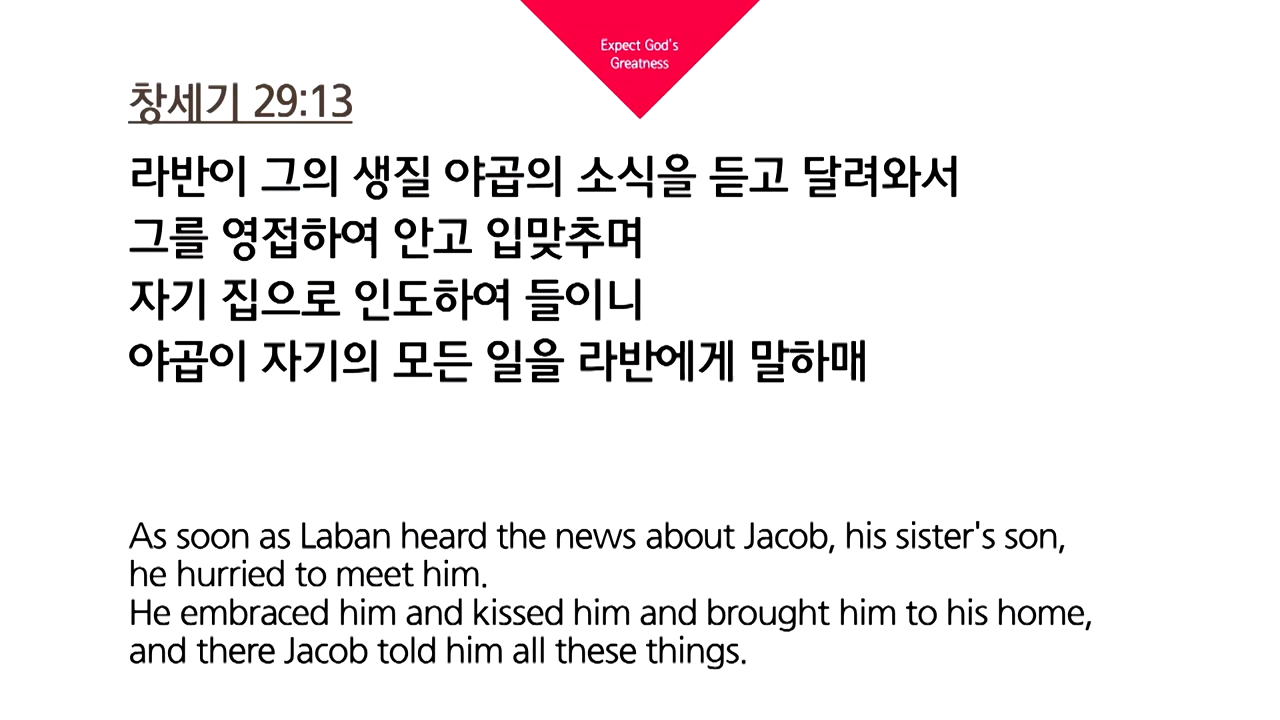 Expect God's
Greatness
창세기 29:13
라반이 그의 생질 야곱의 소식을 듣고 달려와서
그를 영접하여 안고 입맞추며
자기 집으로 인도하여 들이니
야곱이 자기의 모든 일을 라반에게 말하매
As soon as Laban heard the news about Jacob, his sister's son,
he hurried to meet him.
He embraced him and kissed him and brought him to his home,
and there Jacob told him all these things.